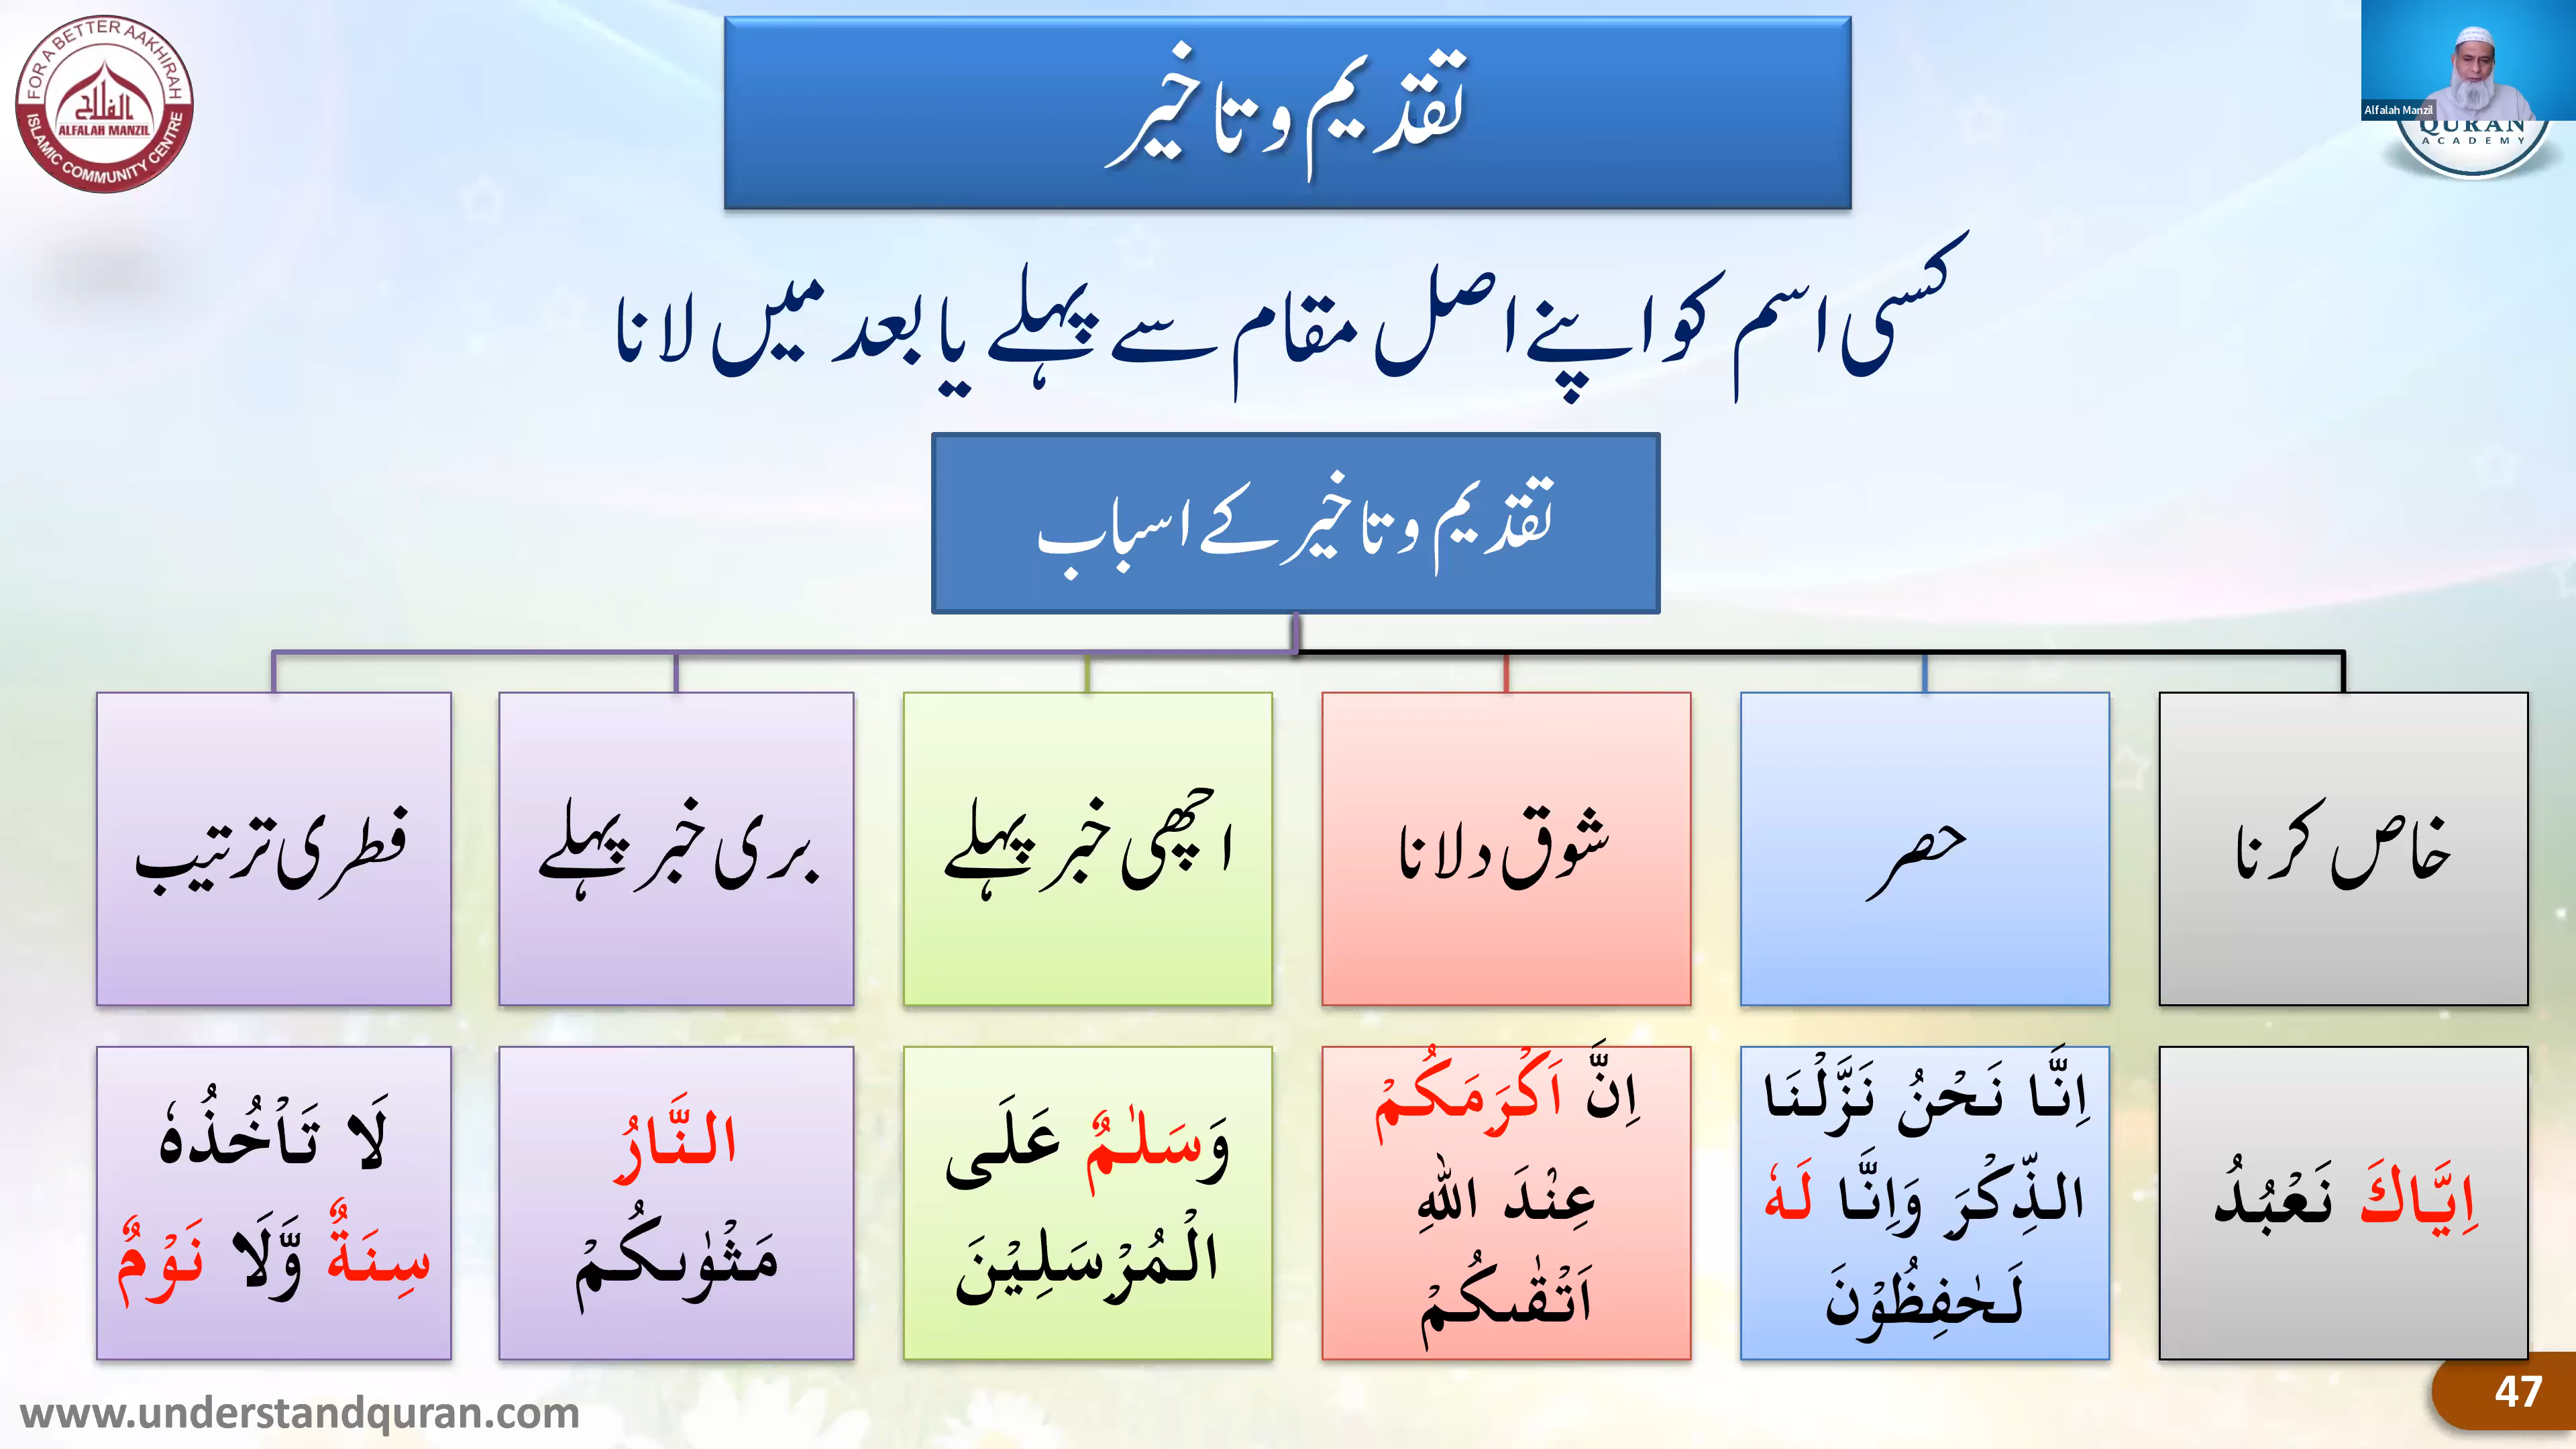 FOR A BETTER AAKHIRAH
الفلاح
ALFALAH MANZIL
ISLAMIC COMMUNITY CENTRE
تقدیم و تاخیر
Alfalah Manzil
QURAN
ACADEMY
کسی اسم کو اپنے اصل مقام سے پہلے یا بعد میں لانا
تقدیم و تاخیر کے اسباب
خاص کرنا
حصر
شوق دلانا
اچھی خبر پہلے
بری خبر پہلے
فطری ترتیب
اِيَّاكَ نَعْبُدُ
اِنَّا نَحْنُ نَزَّلْنَا
الذِّكْرَ وَاِنَّا لَهٗ
لَحٰفِظُوْنَ
اِنَّ اَكْرَمَكُمْ
عِنْدَ اللّٰهِ
اَتْقٰىكُمْ
وَسَلٰمٌ عَلَى
الْمُرْسَلِيْنَ
النَّارُ
مَثْوٰىكُمْ
لَا تَاْخُذُهٗ
سِنَةٌ وَّلَا نَوْمٌ
www.understandquran.com
47